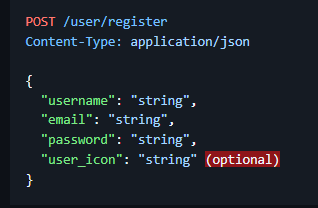 POST /user/register
Content-Type: application/json
{
"username": "string",
"email": "string",
"password": "string",
"user_icon": "string" (optional)
}